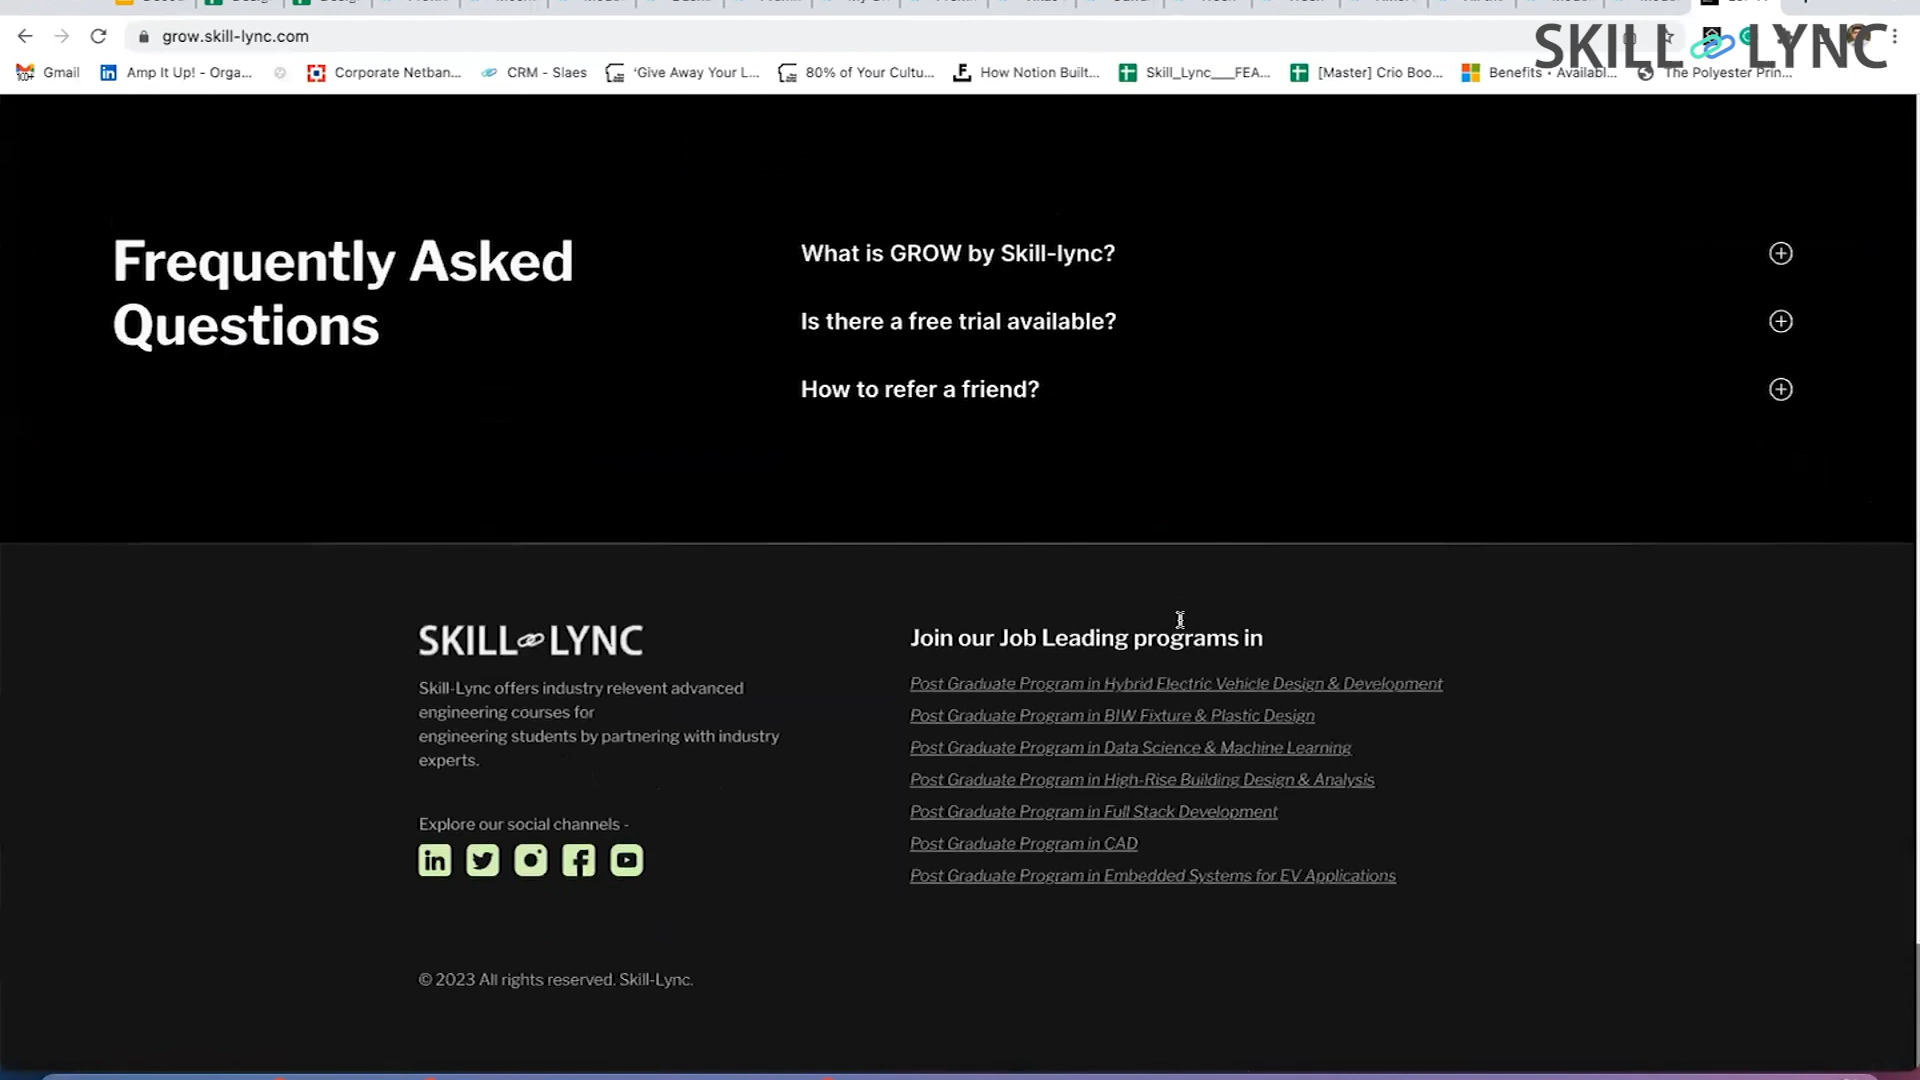 grow.skill-lync.com
SKILL LYNC
Gmail
Amp It Up! - Orga...
Corporate Netban...
CRM - Slaes
'Give Away Your L...
80% of Your Cultu...
How Notion Built...
Skill_Lync___FEA...
[Master] Crio Boo...
Benefits • Availabl...
The Polyester Prin...
Frequently Asked
Questions
What is GROW by Skill-lync?
Is there a free trial available?
How to refer a friend?
SKILL LYNC
Skill-Lync offers industry relevent advanced
engineering courses for
engineering students by partnering with industry
experts.
Explore our social channels -
Join our Job Leading programs in
Post Graduate Program in Hybrid Electric Vehicle Design & Development
Post Graduate Program in BIW Fixture & Plastic Design
Post Graduate Program in Data Science & Machine Learning
Post Graduate Program in High-Rise Building Design & Analysis
Post Graduate Program in Full Stack Development
Post Graduate Program in CAD
Post Graduate Program in Embedded Systems for EV Applications
© 2023 All rights reserved. Skill-Lync.